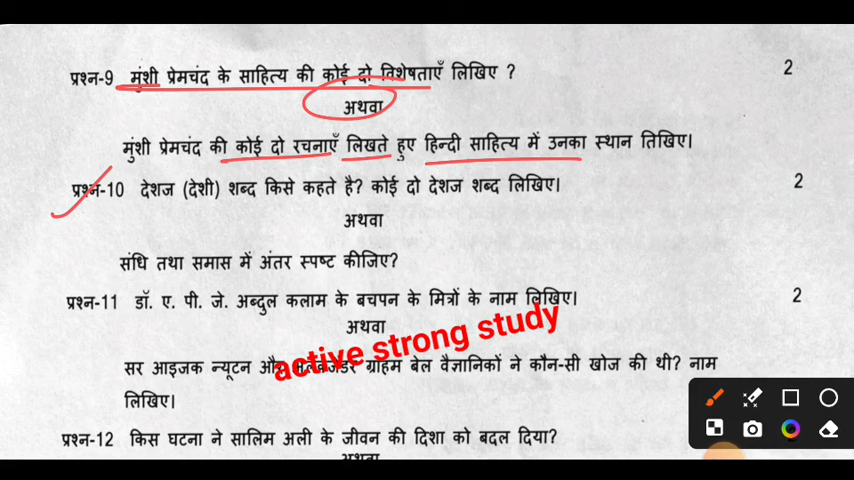 प्रश्न-9 मुंशी प्रेमचंद के साहित्य की कोई दो विशेषताएँ लिखिए ? 2
अथवा
मुंशी प्रेमचंद की कोई दो रचनाएँ लिखते हुए हिन्दी साहित्य में उनका स्थान लिखिए।
प्रश्न-10 देशज (देशी) शब्द किसे कहते है? कोई दो देशज शब्द लिखिए। 2
अथवा
संधि तथा समास में अंतर स्पष्ट कीजिए?
प्रश्न-11 डॉ. ए. पी. जे. अब्दुल कलाम के बचपन के मित्रों के नाम लिखिए। 2
अथवा
active strong study
सर आइजक न्यूटन और ग्राहम बेल वैज्ञानिकों ने कौन-सी खोज की थी? नाम
लिखिए।
प्रश्न-12 किस घटना ने सालिम अली के जीवन की दिशा को बदल दिया?
अथवा